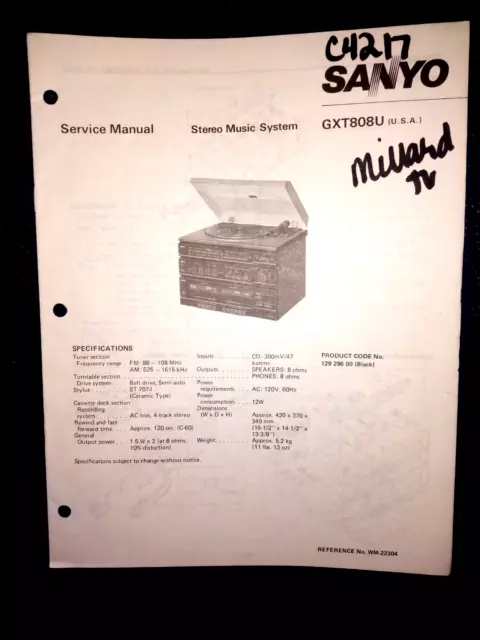 C4217
SANYO
Service Manual Stereo Music System GXT808U (U.S.A.)
Millard
TV
SPECIFICATIONS
Tuner section
Frequency range FM: 88 – 108 MHz
AM: 525 – 1615 kHz
Turntable section
Drive system Belt drive, Semi-auto
Stylus ST-707J
(Ceramic Type)
Cassette deck section
Recording
system AC bias, 4 track stereo
Rewind and fast
forward time Approx. 120 sec. (C-60)
General
Output power 1.5 W x 2 (at 8 ohms,
10% distortion)
Inputs CD: 350mV/47
kohms
Outputs SPEAKERS: 8 ohms
PHONES: 8 ohms
Power
requirements AC: 120V, 60Hz
Power
consumption 12W
Dimensions
(W x D x H) Approx. 420 x 370 x
340 mm
(16-1/2" x 14-1/2" x
13-3/8")
Weight Approx. 5.2 kg
(11 lbs. 12 oz)
PRODUCT CODE No.
129 296 00 (Black)
Specifications subject to change without notice.
REFERENCE No. WM-22304